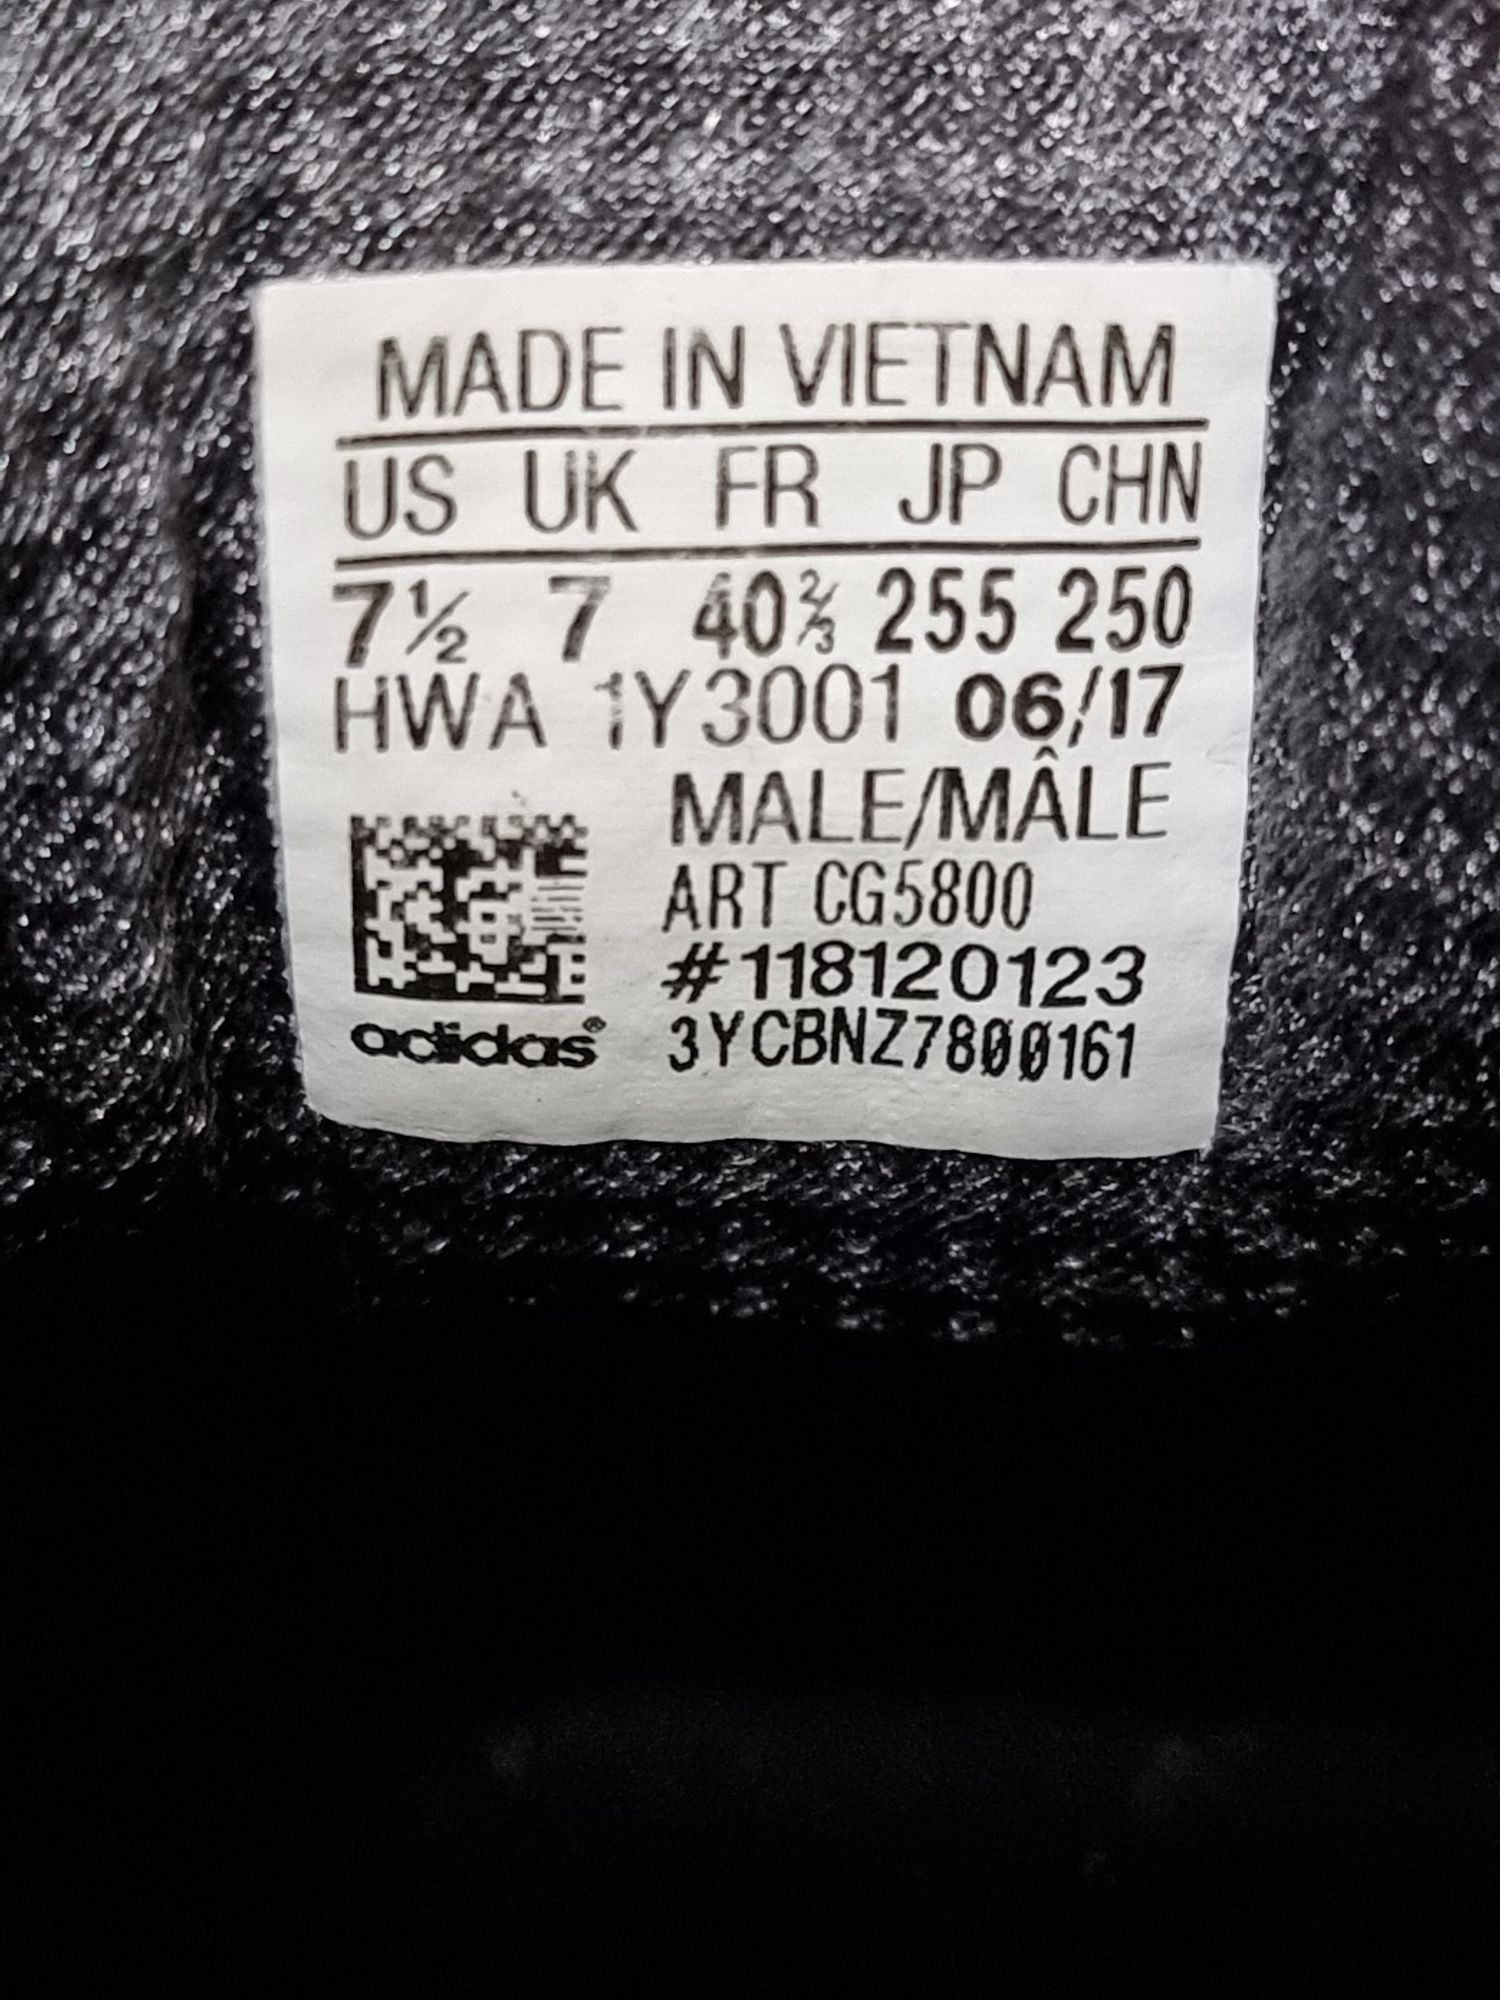 MADE IN VIETNAM
US UK FR JP CHN
7½ 7 40⅔ 255 250
HWA 1Y3001 06/17
MALE/MÂLE
ART CG5800
#118120123
adidas® 3YCBNZ7800161